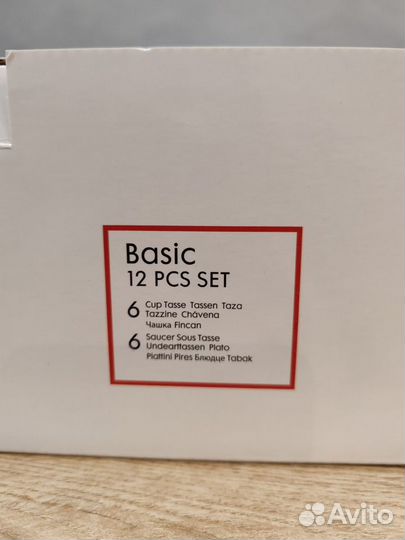 Basic
12 PCS SET
6 Cup Tasse Tassen Taza
Tazzine Chávena
Чашка Fincan
6 Saucer Sous Tasse
Undearttassen Plato
Piattini Pires Блюдце Tabak
Avito